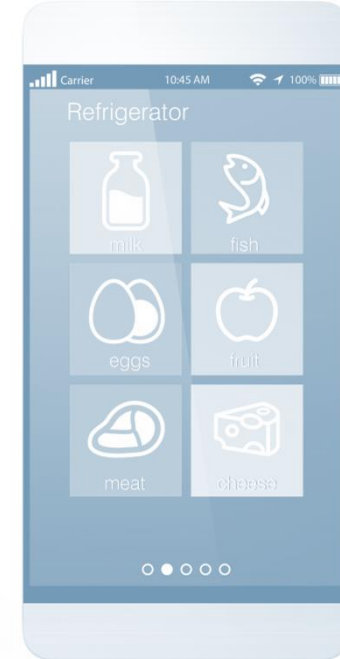 Carrier 10:45 AM 100%
Refrigerator
milk fish
eggs fruit
meat cheese